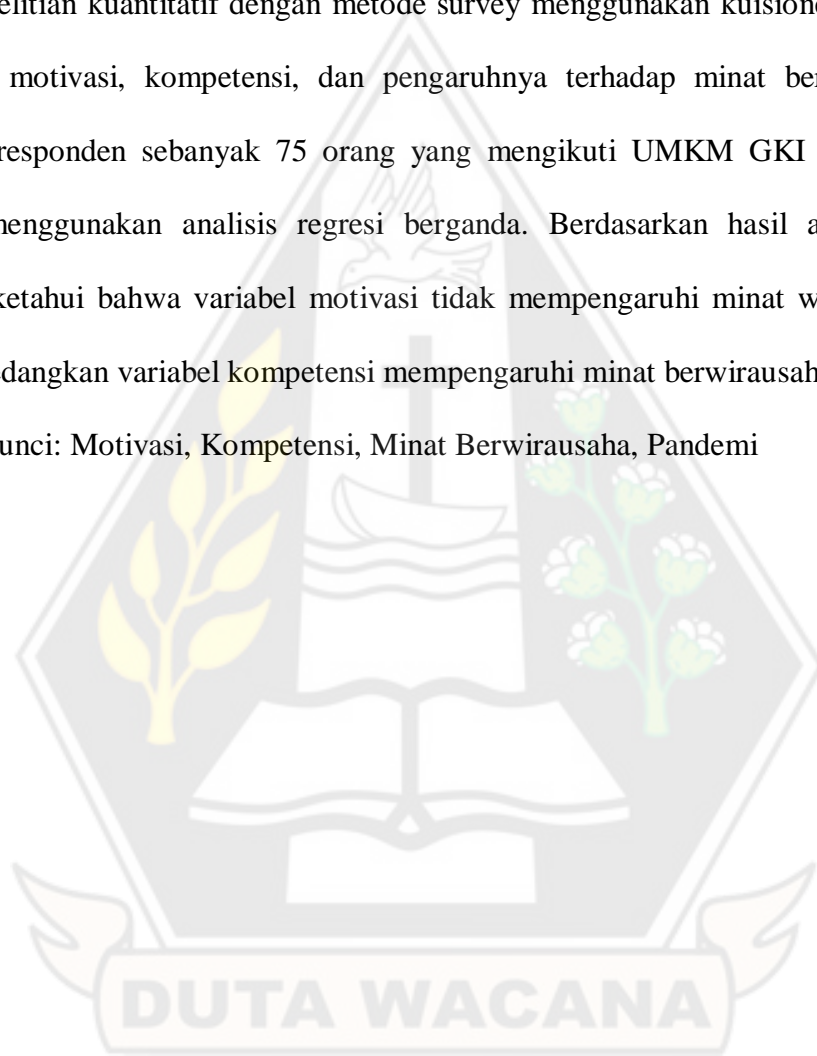 elitian kuantitatif dengan metode survey menggunakan kuision
motivasi, kompetensi, dan pengaruhnya terhadap minat ber
responden sebanyak 75 orang yang mengikuti UMKM GKI
menggunakan analisis regresi berganda. Berdasarkan hasil a
ketahui bahwa variabel motivasi tidak mempengaruhi minat w
dangkan variabel kompetensi mempengaruhi minat berwirausah
unci: Motivasi, Kompetensi, Minat Berwirausaha, Pandemi
DUTA WACANA